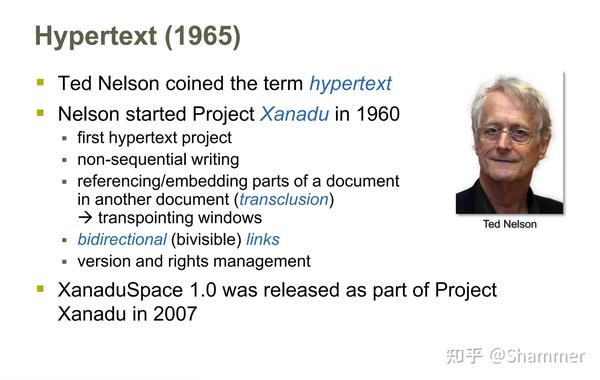 Hypertext (1965)
Ted Nelson coined the term hypertext
Nelson started Project Xanadu in 1960
first hypertext project
non-sequential writing
referencing/embedding parts of a document
in another document (transclusion)
→ transpointing windows
bidirectional (bivisible) links
version and rights management
XanaduSpace 1.0 was released as part of Project
Xanadu in 2007
Ted Nelson
知乎 @Shammer